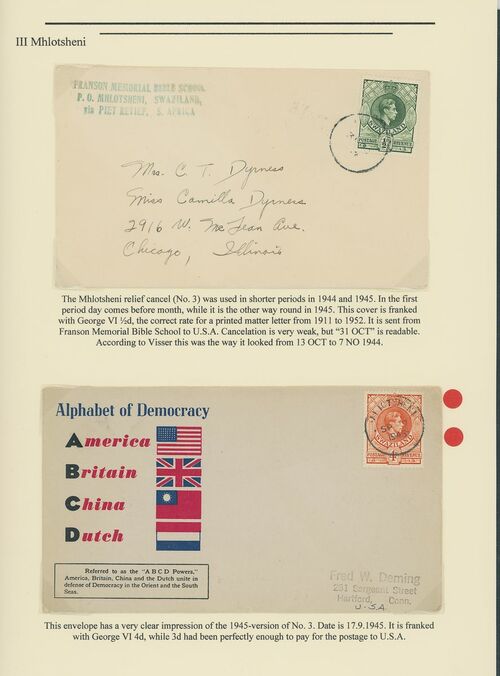 III Mhlotsheni
FRANSON MEMORIAL BIBLE SCHOOL
P. O. MHLOTSHENI, SWAZILAND,
via PIET RETIEF, S. AFRICA
SWAZILAND
POSTAGE REVENUE
Mrs. C. T. Dyrness
Miss Camilla Dyrness
2916 W. McLean Ave.
Chicago, Illinois
The Mhlotsheni relief cancel (No. 3) was used in shorter periods in 1944 and 1945. In the first
period day comes before month, while it is the other way round in 1945. This cover is franked
with George VI ½d, the correct rate for a printed matter letter from 1911 to 1952. It is sent from
Franson Memorial Bible School to U.S.A. Cancelation is very weak, but "31 OCT" is readable.
According to Visser this was the way it looked from 13 OCT to 7 NO 1944.
Alphabet of Democracy
America
Britain
China
Dutch
Referred to as the "A B C D Powers,"
America, Britain, China and the Dutch unite in
defense of Democracy in the Orient and the South
Seas.
SWAZILAND
POSTAGE REVENUE
Fred W. Deming
251 Sargeant Street
Hartford, Conn.
U.S.A
This envelope has a very clear impression of the 1945-version of No. 3. Date is 17.9.1945. It is franked
with George VI 4d, while 3d had been perfectly enough to pay for the postage to U.S.A.